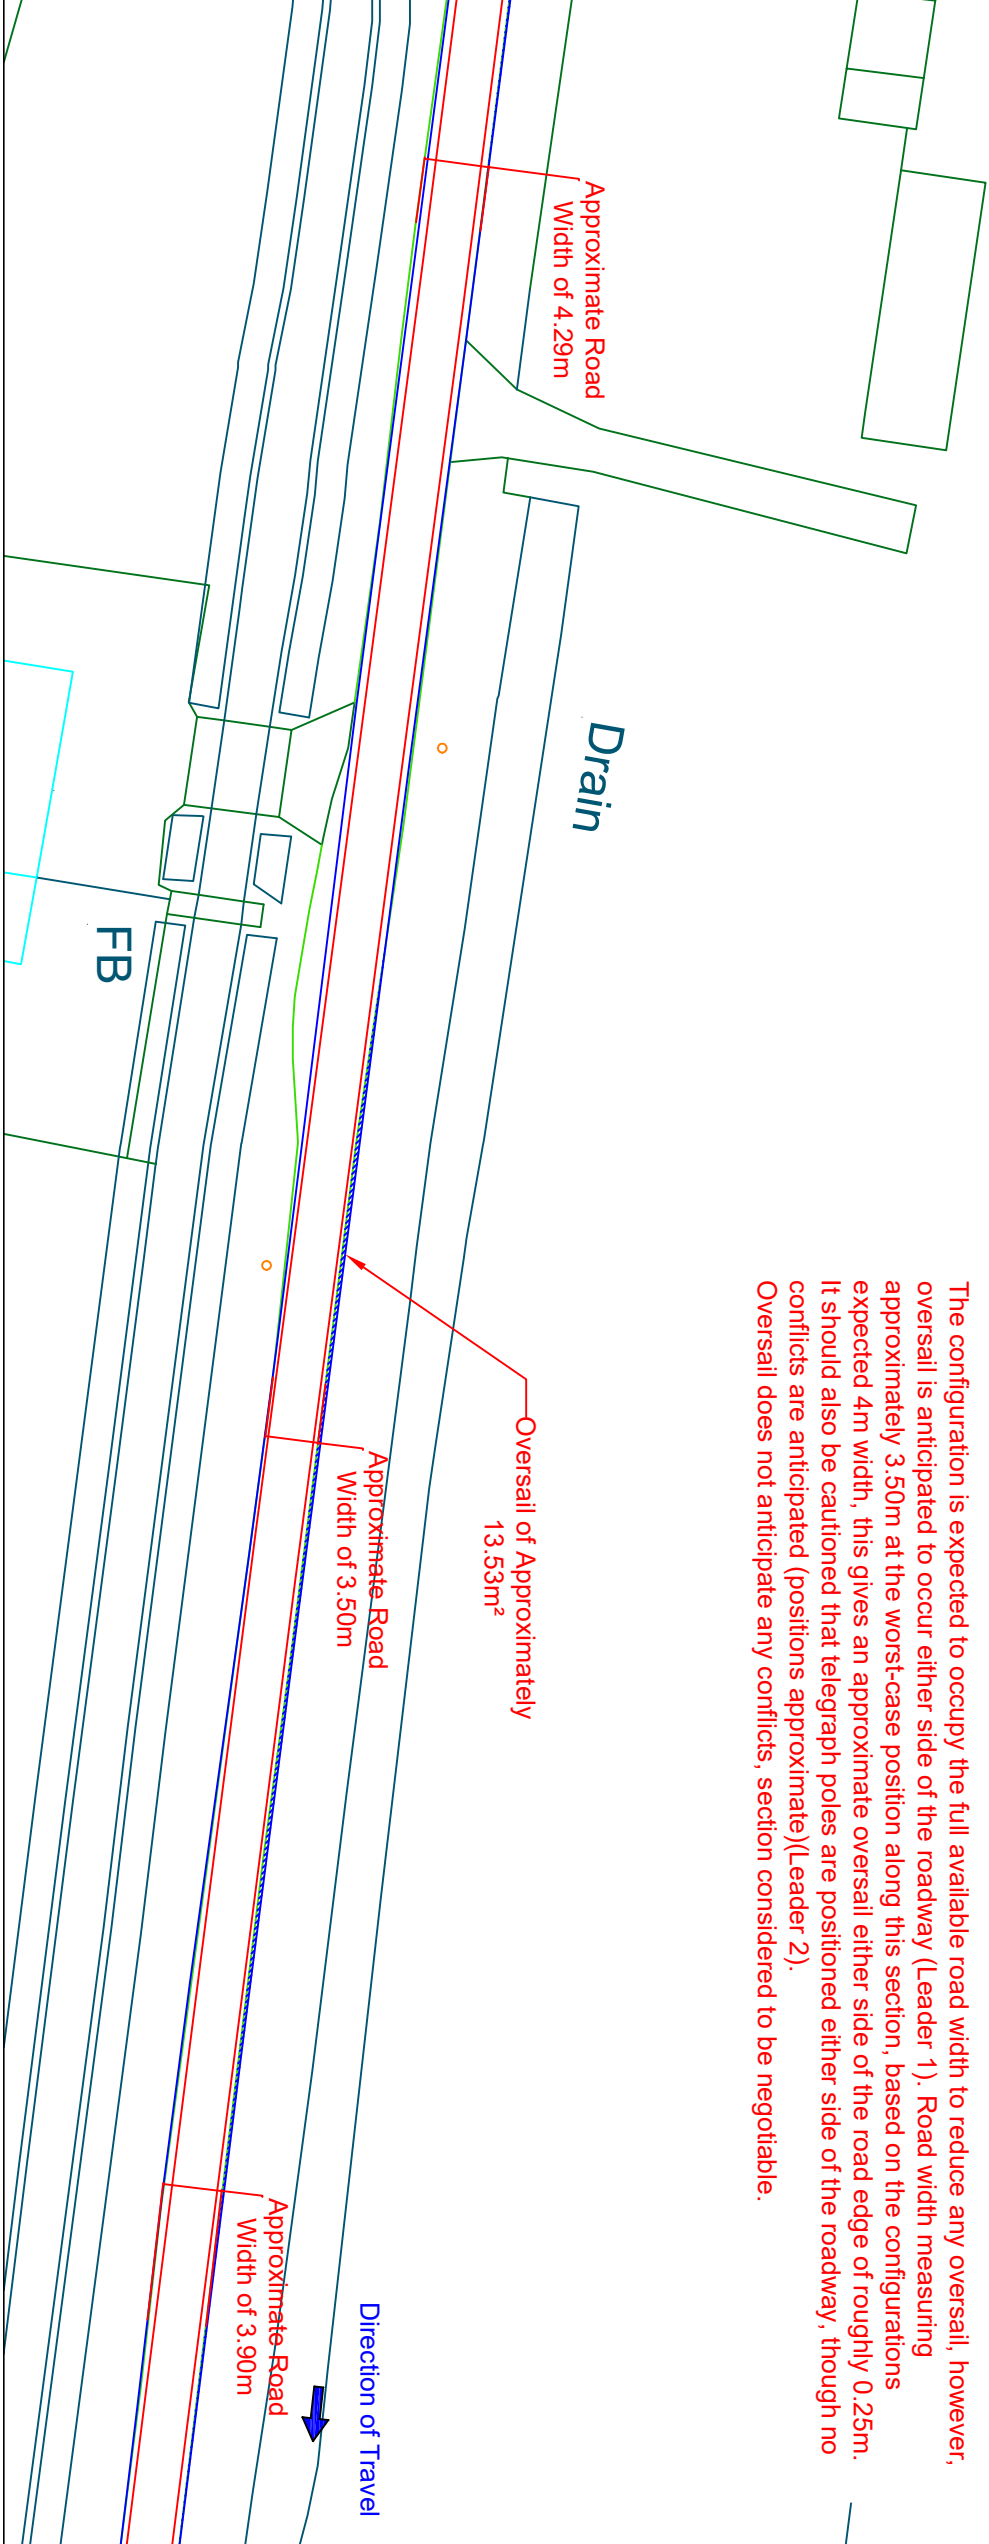 The configuration is expected to occupy the full available road width to reduce any oversail, however,
oversail is anticipated to occur either side of the roadway (Leader 1). Road width measuring
approximately 3.50m at the worst-case position along this section, based on the configurations
expected 4m width, this gives an approximate oversail either side of the road edge of roughly 0.25m.
It should also be cautioned that telegraph poles are positioned either side of the roadway, though no
conflicts are anticipated (positions approximate)(Leader 2).
Oversail does not anticipate any conflicts, section considered to be negotiable.
Approximate Road
Width of 4.29m
Drain
FB
Oversail of Approximately
13.53m²
Approximate Road
Width of 3.50m
Approximate Road
Width of 3.90m
Direction of Travel